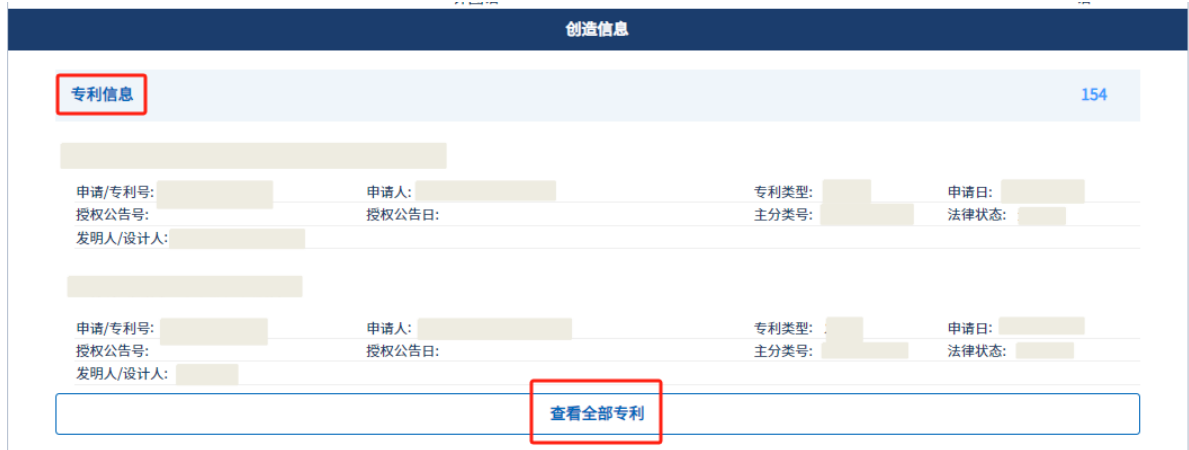 创造信息
专利信息 154
申请/专利号: 申请人: 专利类型: 申请日:
授权公告号: 授权公告日: 主分类号: 法律状态:
发明人/设计人:
申请/专利号: 申请人: 专利类型: 申请日:
授权公告号: 授权公告日: 主分类号: 法律状态:
发明人/设计人:
查看全部专利